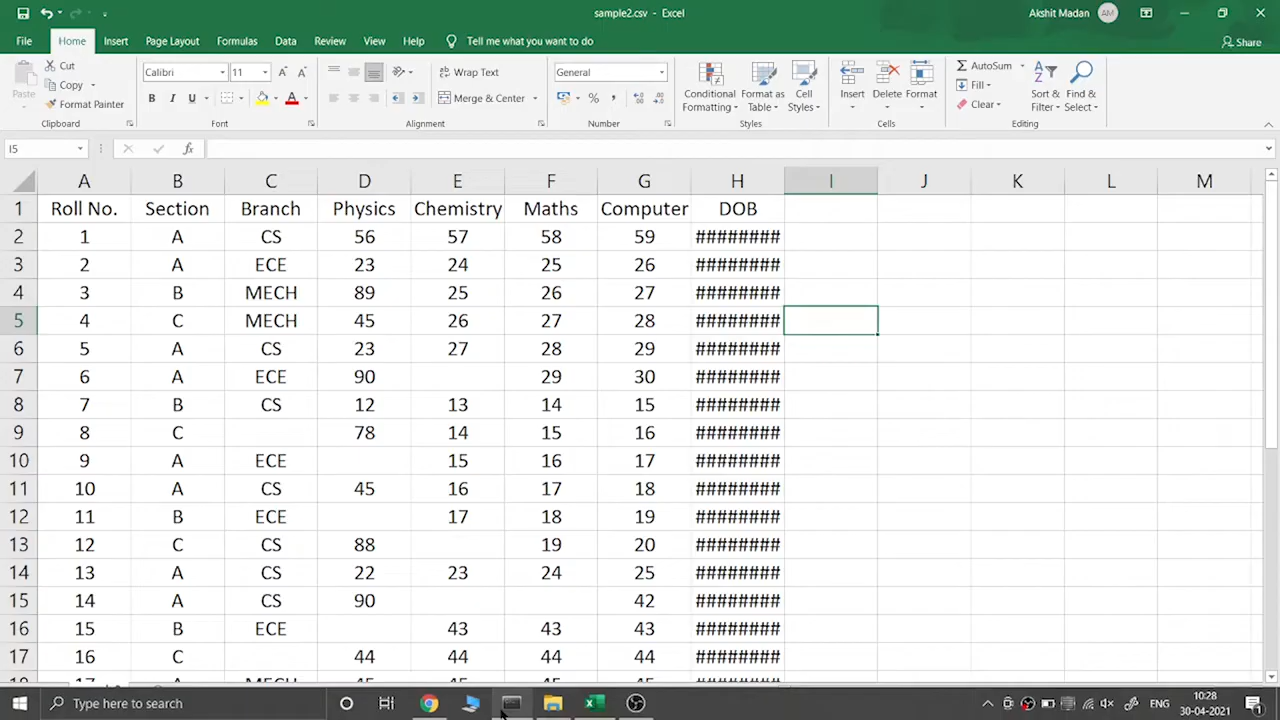 sample2.csv - Excel
Akshit Madan AM
File Home Insert Page Layout Formulas Data Review View Help Tell me what you want to do Share
Paste Cut Copy Format Painter Clipboard
Calibri 11 B I U A Font
Wrap Text Merge & Center Alignment
General % , Number
Conditional Formatting Format as Table Cell Styles Styles
Insert Delete Format Cells
AutoSum Fill Clear Sort & Filter Find & Select Editing
I5 fx
A B C D E F G H I J K L M
1 Roll No. Section Branch Physics Chemistry Maths Computer DOB
2 1 A CS 56 57 58 59 ########
3 2 A ECE 23 24 25 26 ########
4 3 B MECH 89 25 26 27 ########
5 4 C MECH 45 26 27 28 ########
6 5 A CS 23 27 28 29 ########
7 6 A ECE 90 29 30 ########
8 7 B CS 12 13 14 15 ########
9 8 C 78 14 15 16 ########
10 9 A ECE 15 16 17 ########
11 10 A CS 45 16 17 18 ########
12 11 B ECE 17 18 19 ########
13 12 C CS 88 19 20 ########
14 13 A CS 22 23 24 25 ########
15 14 A CS 90 42 ########
16 15 B ECE 43 43 43 ########
17 16 C 44 44 44 44 ########
Type here to search
ENG 10:28
30-04-2021